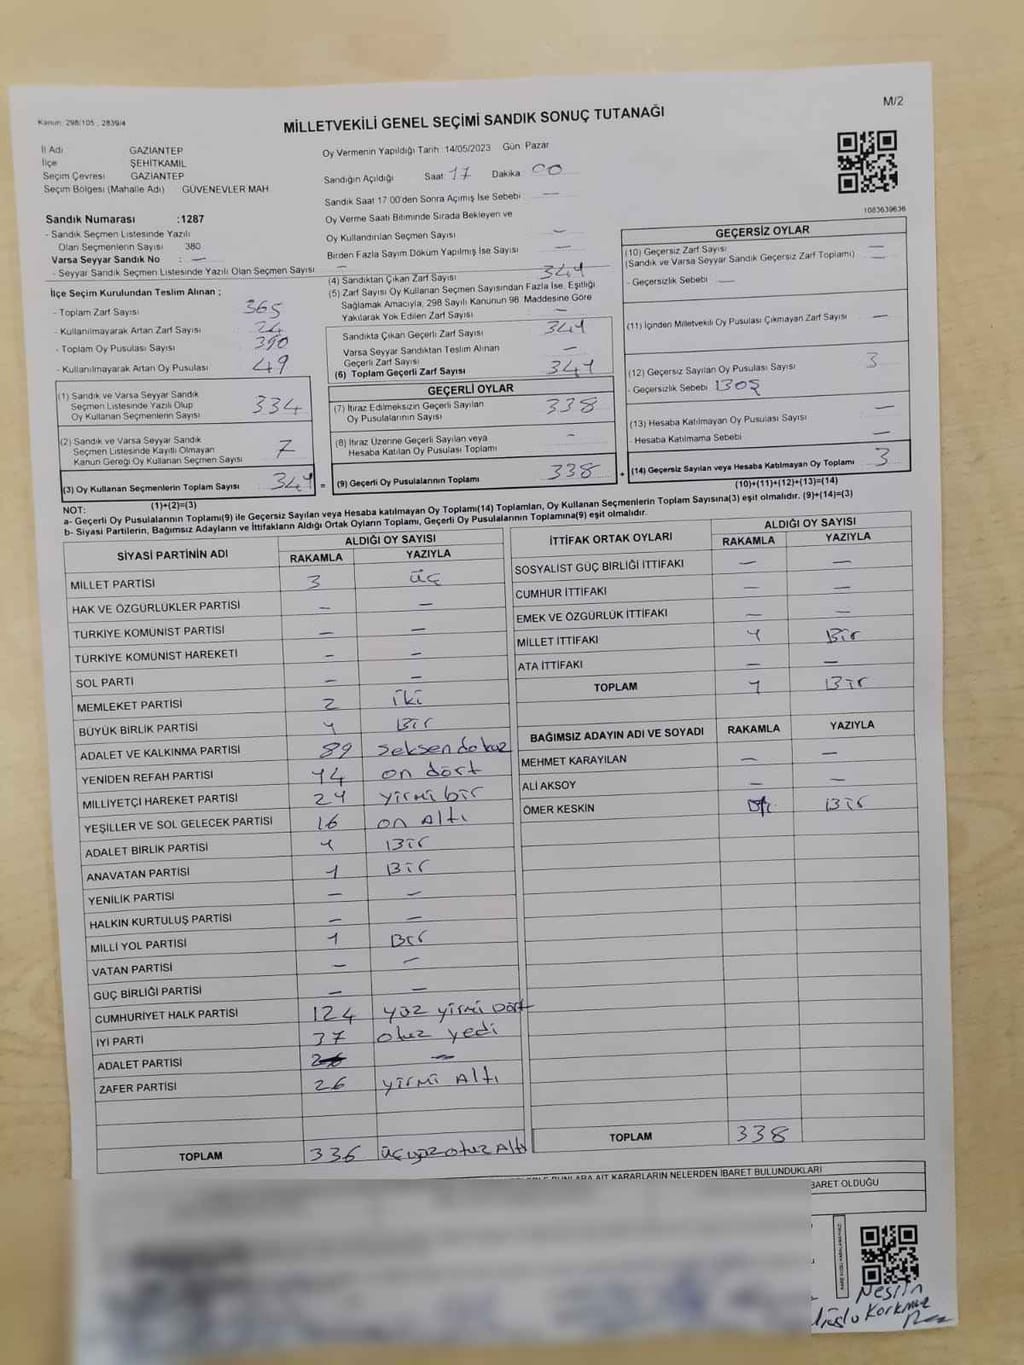 Kanun: 298/105 , 2839/4
M/2
MİLLETVEKİLİ GENEL SEÇİMİ SANDIK SONUÇ TUTANAĞI
İl Adı GAZİANTEP
İlçe ŞEHİTKAMİL
Seçim Çevresi GAZİANTEP
Seçim Bölgesi (Mahalle Adı) GÜVENEVLER MAH.
Sandık Numarası :1287
- Sandık Seçmen Listesinde Yazılı
Olan Seçmenlerin Sayısı 380
Varsa Seyyar Sandık No : —
- Seyyar Sandık Seçmen Listesinde Yazılı Olan Seçmen Sayısı —
Oy Vermenin Yapıldığı Tarih :14/05/2023 Gün: Pazar
Sandığın Açıldığı Saat 17 Dakika 00
Sandık Saat 17:00'den Sonra Açılmış İse Sebebi —
Oy Verme Saati Bitiminde Sırada Bekleyen ve
Oy Kullandırılan Seçmen Sayısı —
Birden Fazla Sayım Döküm Yapılmış İse Sayısı —
1083639636
İlçe Seçim Kurulundan Teslim Alınan ;
- Toplam Zarf Sayısı 365
- Kullanılmayarak Artan Zarf Sayısı 24
- Toplam Oy Pusulası Sayısı 390
- Kullanılmayarak Artan Oy Pusulası 49
(1) Sandık ve Varsa Seyyar Sandık
Seçmen Listesinde Yazılı Olup
Oy Kullanan Seçmenlerin Sayısı 334
(2) Sandık ve Varsa Seyyar Sandık
Seçmen Listesinde Kayıtlı Olmayan
Kanun Gereği Oy Kullanan Seçmen Sayısı 7
(3) Oy Kullanan Seçmenlerin Toplam Sayısı 341 =
(1)+(2)=(3)
(4) Sandıktan Çıkan Zarf Sayısı 341
(5) Zarf Sayısı Oy Kullanan Seçmen Sayısından Fazla İse, Eşitliği
Sağlamak Amacıyla, 298 Sayılı Kanunun 98. Maddesine Göre
Yakılarak Yok Edilen Zarf Sayısı —
Sandıkta Çıkan Geçerli Zarf Sayısı 341
Varsa Seyyar Sandıktan Teslim Alınan
Geçerli Zarf Sayısı —
(6) Toplam Geçerli Zarf Sayısı 341
GEÇERLİ OYLAR
(7) İtiraz Edilmeksizin Geçerli Sayılan
Oy Pusulalarının Sayısı 338
(8) İtiraz Üzerine Geçerli Sayılan veya
Hesaba Katılan Oy Pusulası Toplamı —
(9) Geçerli Oy Pusulalarının Toplamı 338 +
GEÇERSİZ OYLAR
(10) Geçersiz Zarf Sayısı —
(Sandık ve Varsa Seyyar Sandık Geçersiz Zarf Toplamı) —
- Geçersizlik Sebebi —
(11) İçinden Milletvekili Oy Pusulası Çıkmayan Zarf Sayısı —
(12) Geçersiz Sayılan Oy Pusulası Sayısı 3
- Geçersizlik Sebebi Boş
(13) Hesaba Katılmayan Oy Pusulası Sayısı —
- Hesaba Katılmama Sebebi —
(14) Geçersiz Sayılan veya Hesaba Katılmayan Oy Toplamı 3
(10)+(11)+(12)+(13)=(14)
NOT:
a- Geçerli Oy Pusulalarının Toplamı(9) ile Geçersiz Sayılan veya Hesaba katılmayan Oy Toplamı(14) Toplamları, Oy Kullanan Seçmenlerin Toplam Sayısına(3) eşit olmalıdır. (9)+(14)=(3)
b- Siyasi Partilerin, Bağımsız Adayların ve İttifakların Aldığı Ortak Oyların Toplamı, Geçerli Oy Pusulalarının Toplamına(9) eşit olmalıdır.
SİYASİ PARTİNİN ADI ALDIĞI OY SAYISI
RAKAMLA YAZIYLA
MİLLET PARTİSİ 3 üç
HAK VE ÖZGÜRLÜKLER PARTİSİ — —
TÜRKİYE KOMÜNİST PARTİSİ — —
TÜRKİYE KOMÜNİST HAREKETİ — —
SOL PARTİ — —
MEMLEKET PARTİSİ 2 iki
BÜYÜK BİRLİK PARTİSİ 1 Bir
ADALET VE KALKINMA PARTİSİ 89 seksen dokuz
YENİDEN REFAH PARTİSİ 14 on dört
MİLLİYETÇİ HAREKET PARTİSİ 21 yirmi bir
YEŞİLLER VE SOL GELECEK PARTİSİ 16 on Altı
ADALET BİRLİK PARTİSİ 1 Bir
ANAVATAN PARTİSİ 1 Bir
YENİLİK PARTİSİ — —
HALKIN KURTULUŞ PARTİSİ — —
MİLLİ YOL PARTİSİ 1 Bir
VATAN PARTİSİ — —
GÜÇ BİRLİĞİ PARTİSİ — —
CUMHURİYET HALK PARTİSİ 124 yüz yirmi Dört
İYİ PARTİ 37 otuz yedi
ADALET PARTİSİ —
ZAFER PARTİSİ 26 yirmi Altı
TOPLAM 336 üçyüzotuz Altı
İTTİFAK ORTAK OYLARI ALDIĞI OY SAYISI
RAKAMLA YAZIYLA
SOSYALİST GÜÇ BİRLİĞİ İTTİFAKI — —
CUMHUR İTTİFAKI — —
EMEK VE ÖZGÜRLÜK İTTİFAKI — —
MİLLET İTTİFAKI 1 Bir
ATA İTTİFAKI — —
TOPLAM 1 Bir
BAĞIMSIZ ADAYIN ADI VE SOYADI RAKAMLA YAZIYLA
MEHMET KARAYILAN — —
ALİ AKSOY — —
ÖMER KESKİN Bir
TOPLAM 338
BUNLARA AİT KARARLARIN NELERDEN İBARET BULUNDUKLARI
İBARET OLDUĞU
Nesrin
Korkmaz